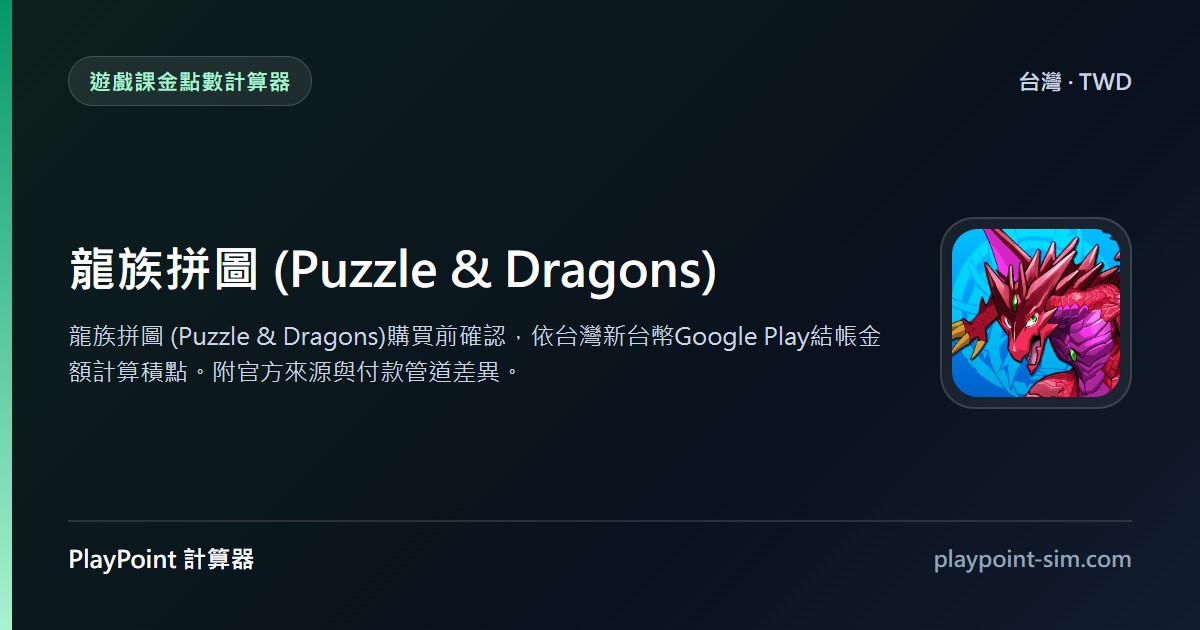 遊戲課金點數計算器
台灣 · TWD
龍族拼圖 (Puzzle & Dragons)
龍族拼圖 (Puzzle & Dragons)購買前確認，依台灣新台幣Google Play結帳金
額計算積點。附官方來源與付款管道差異。
PlayPoint 計算器
playpoint-sim.com